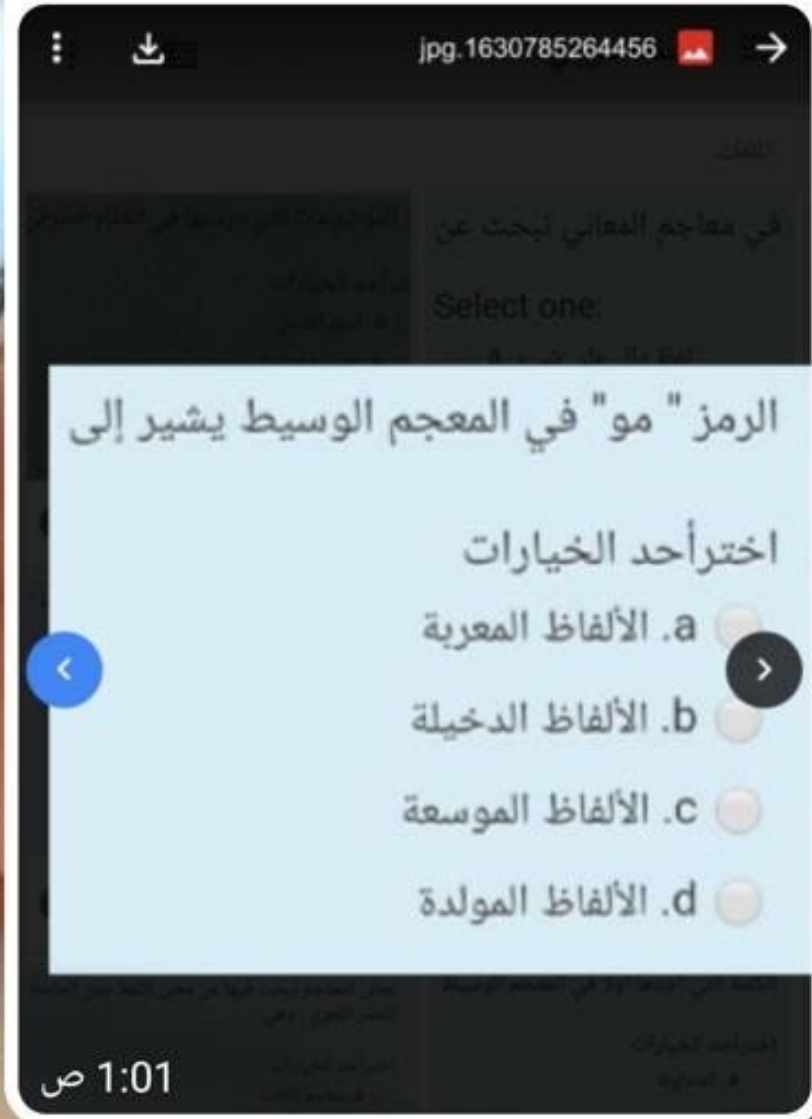 jpg.1630785264456
في معاجم المعاني نبحث عن
Select one:
الرمز " مو" في المعجم الوسيط يشير إلى
اخترأحد الخيارات
a. الألفاظ المعربة
b. الألفاظ الدخيلة
c. الألفاظ الموسعة
d. الألفاظ المولدة
1:01 ص